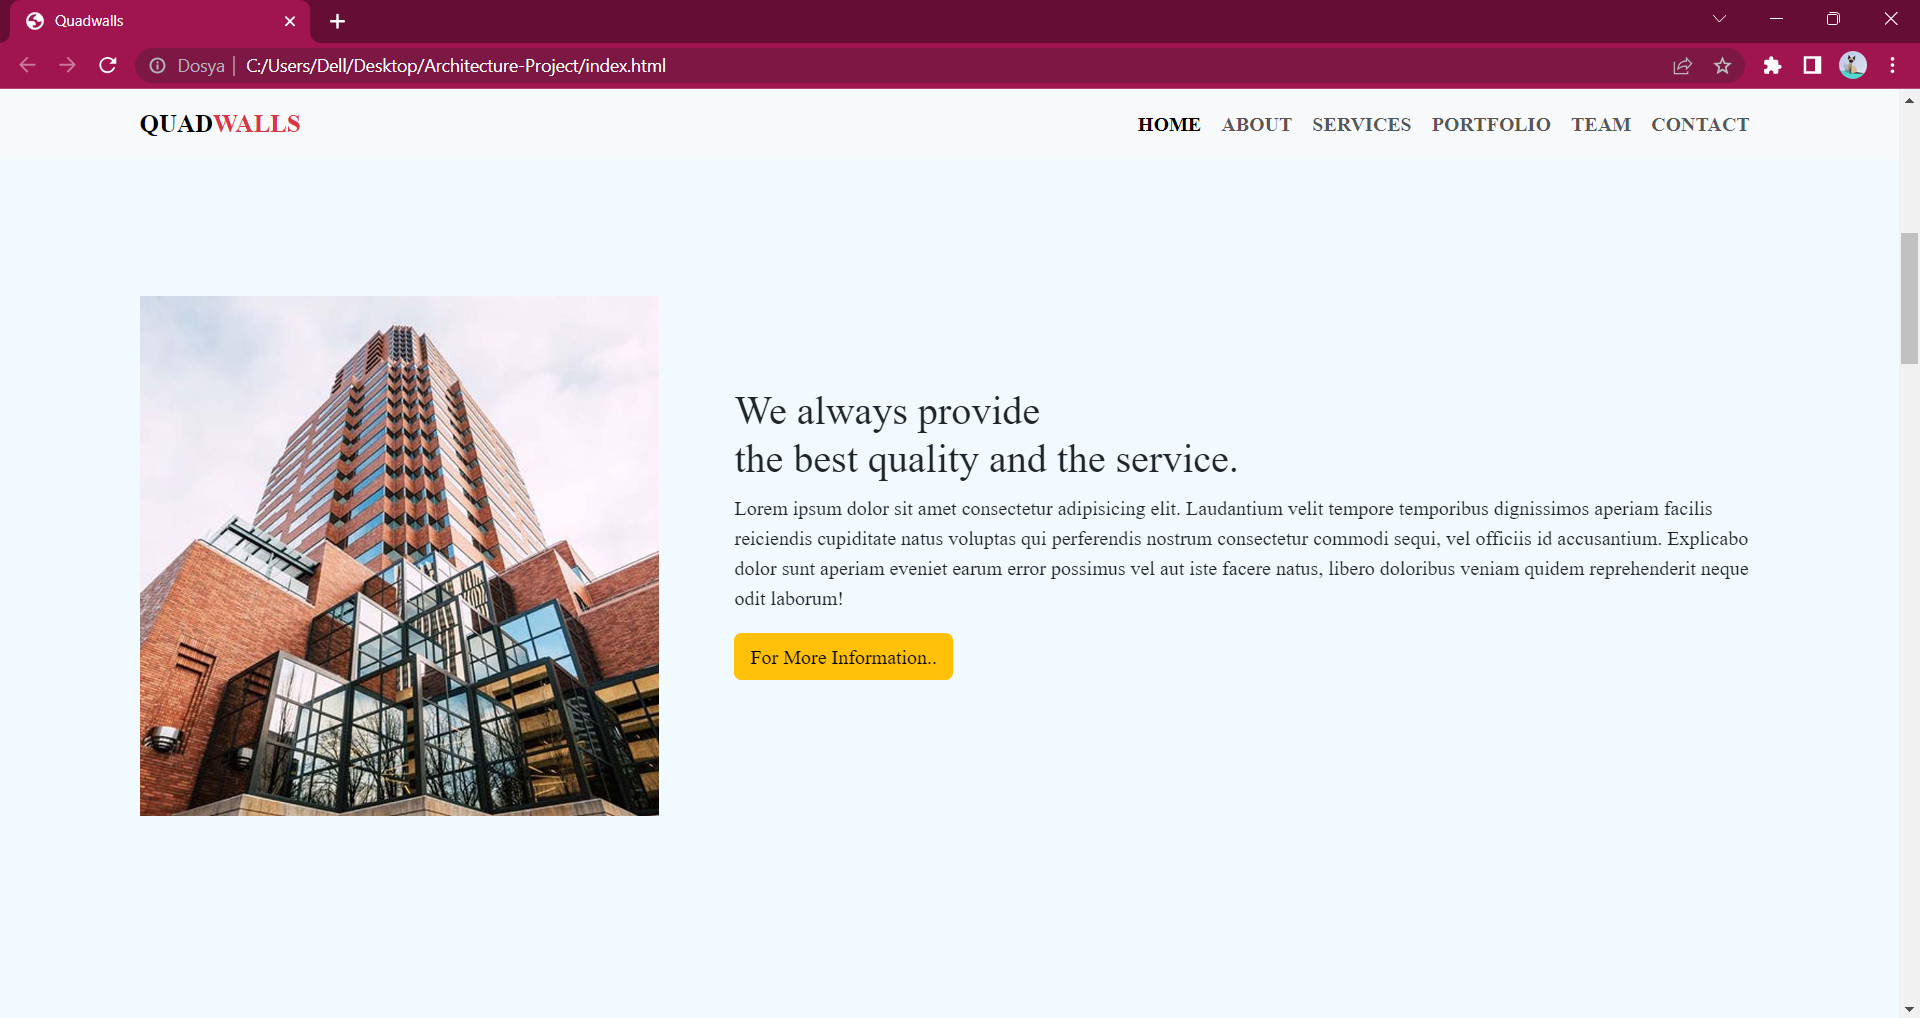 Quadwalls
Dosya | C:/Users/Dell/Desktop/Architecture-Project/index.html
QUADWALLS
HOME ABOUT SERVICES PORTFOLIO TEAM CONTACT
We always provide
the best quality and the service.
Lorem ipsum dolor sit amet consectetur adipisicing elit. Laudantium velit tempore temporibus dignissimos aperiam facilis
reiciendis cupiditate natus voluptas qui perferendis nostrum consectetur commodi sequi, vel officiis id accusantium. Explicabo
dolor sunt aperiam eveniet earum error possimus vel aut iste facere natus, libero doloribus veniam quidem reprehenderit neque
odit laborum!
For More Information..